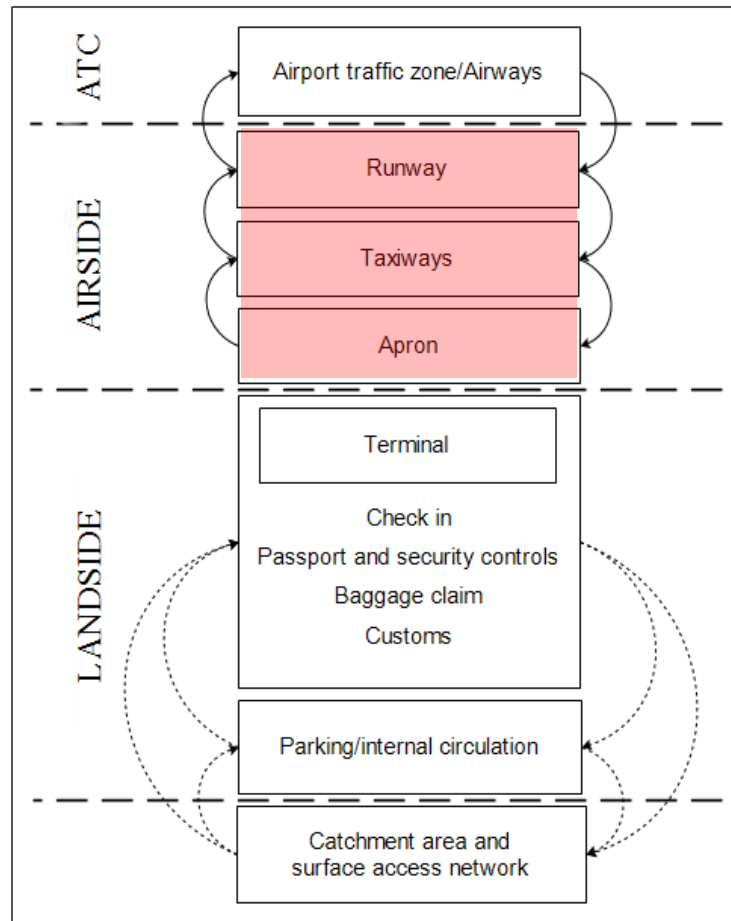 ATC
Airport traffic zone/Airways
AIRSIDE
Runway
Taxiways
Apron
LANDSIDE
Terminal
Check in
Passport and security controls
Baggage claim
Customs
Parking/internal circulation
Catchment area and
surface access network